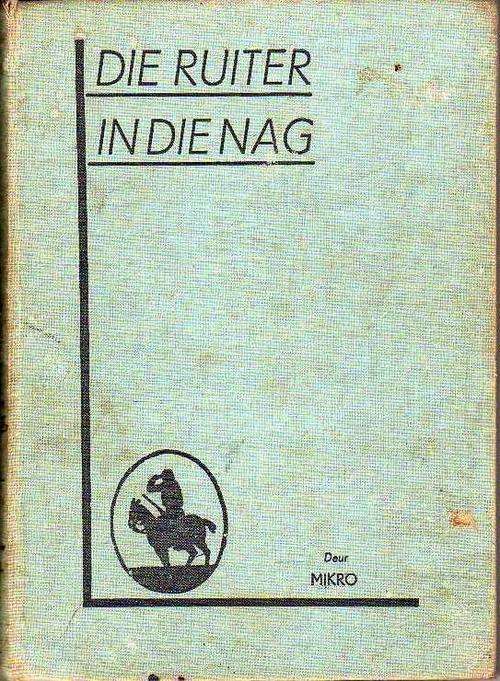 DIE RUITER
IN DIE NAG
Deur
MIKRO